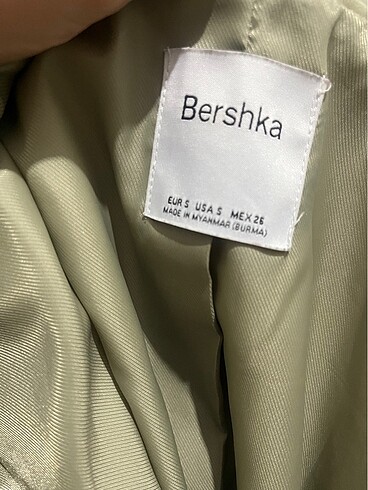 Bershka
EUR S USA S MEX 26
MADE IN MYANMAR (BURMA)